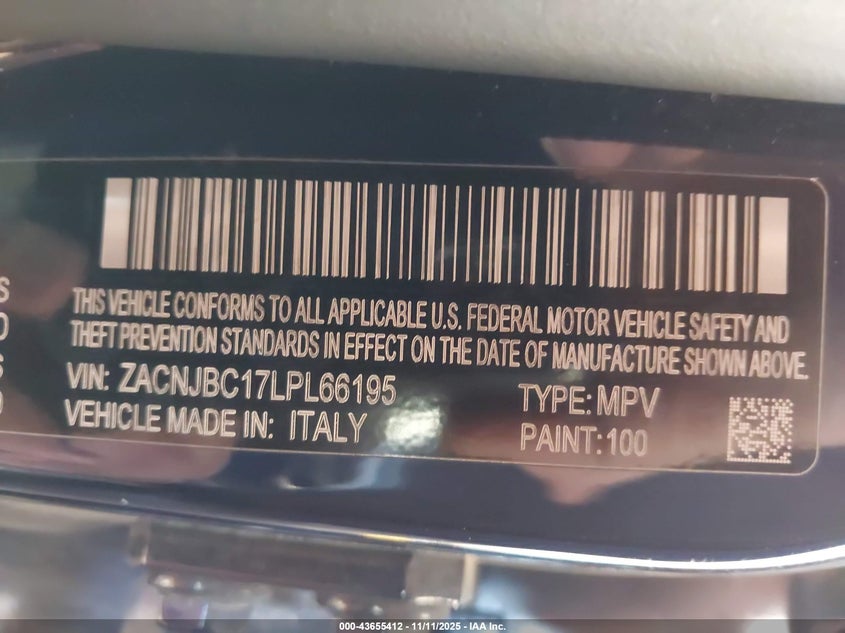 THIS VEHICLE CONFORMS TO ALL APPLICABLE U.S. FEDERAL MOTOR VEHICLE SAFETY AND
THEFT PREVENTION STANDARDS IN EFFECT ON THE DATE OF MANUFACTURE SHOWN ABOVE.
VIN: ZACNJBC17LPL66195 TYPE: MPV
VEHICLE MADE IN: ITALY PAINT: 100
000-43655412 - 11/11/2025 - IAA Inc.